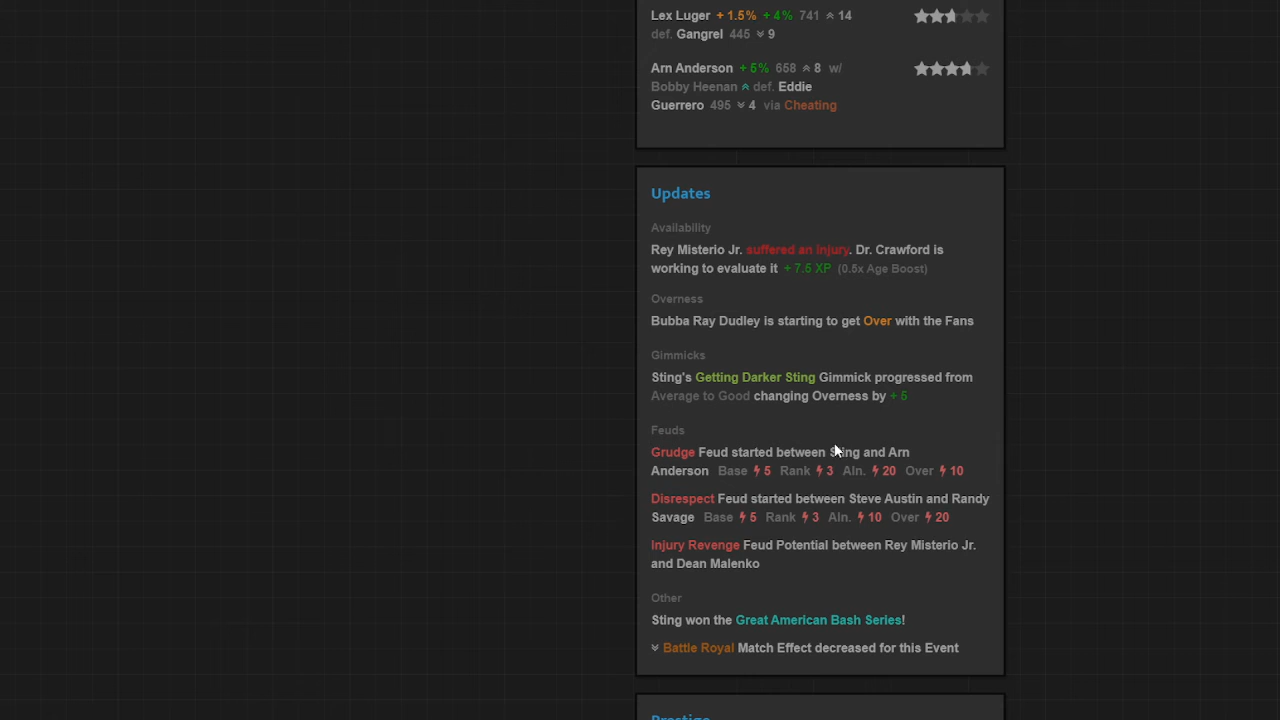 Lex Luger + 1.5% + 4% 741 14
def. Gangrel 445 9
Arn Anderson + 5% 658 8 w/
Bobby Heenan def. Eddie
Guerrero 495 4 via Cheating
Updates
Availability
Rey Misterio Jr. suffered an injury. Dr. Crawford is
working to evaluate it + 7.5 XP (0.5x Age Boost)
Overness
Bubba Ray Dudley is starting to get Over with the Fans
Gimmicks
Sting's Getting Darker Sting Gimmick progressed from
Average to Good changing Overness by + 5
Feuds
Grudge Feud started between Sting and Arn
Anderson Base 5 Rank 3 Aln. 20 Over 10
Disrespect Feud started between Steve Austin and Randy
Savage Base 5 Rank 3 Aln. 10 Over 20
Injury Revenge Feud Potential between Rey Misterio Jr.
and Dean Malenko
Other
Sting won the Great American Bash Series!
Battle Royal Match Effect decreased for this Event
Prestige